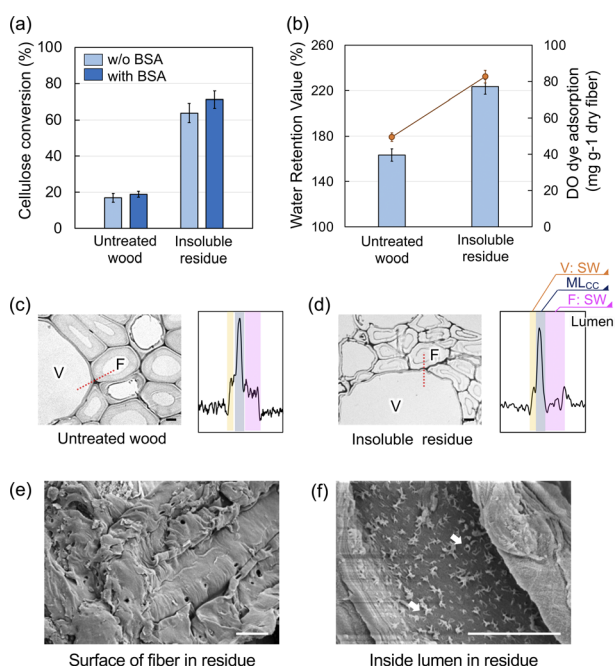 (a)
Cellulose conversion (%)
100
80
60
40
20
0
w/o BSA
with BSA
Untreated
wood
Insoluble
residue
(b)
Water Retention Value (%)
260
220
180
140
100
100
80
60
40
20
0
DO dye adsorption
(mg g-1 dry fiber)
Untreated
wood
Insoluble
residue
(c)
V
F
Untreated wood
(d)
F
V
Insoluble residue
V: SW
MLCC
F: SW
Lumen
(e)
Surface of fiber in residue
(f)
Inside lumen in residue